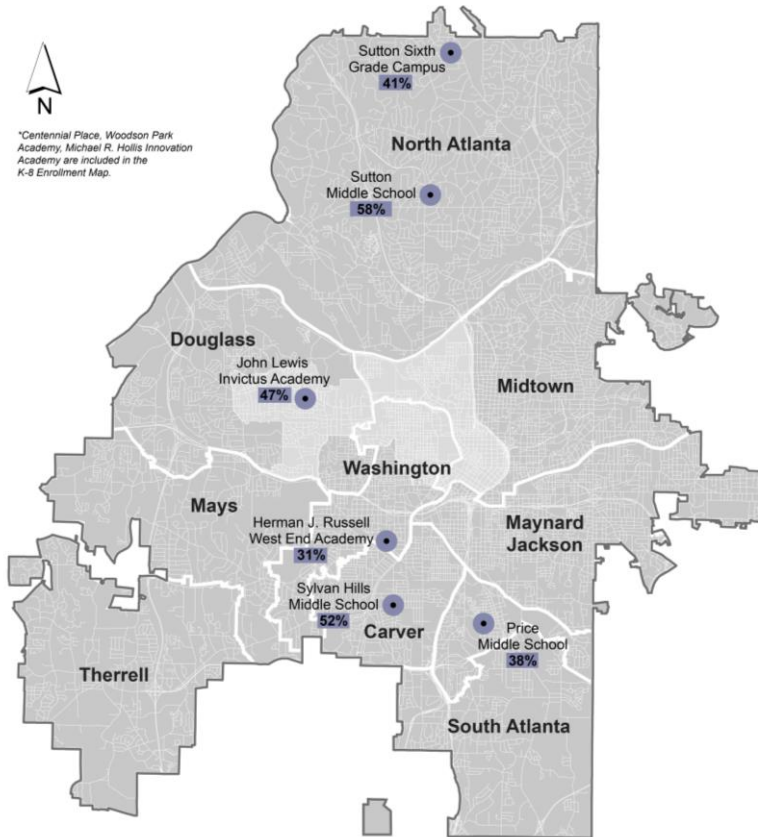 Sutton Sixth
Grade Campus
41%
N
*Centennial Place, Woodson Park
Academy, Michael R. Hollis Innovation
Academy are included in the
K-8 Enrollment Map.
North Atlanta
Sutton
Middle School
58%
Douglass
John Lewis
Invictus Academy
47%
Midtown
Washington
Mays
Herman J. Russell
West End Academy
31%
Maynard
Jackson
Sylvan Hills
Middle School
52%
Carver
Price
Middle School
38%
Therrell
South Atlanta